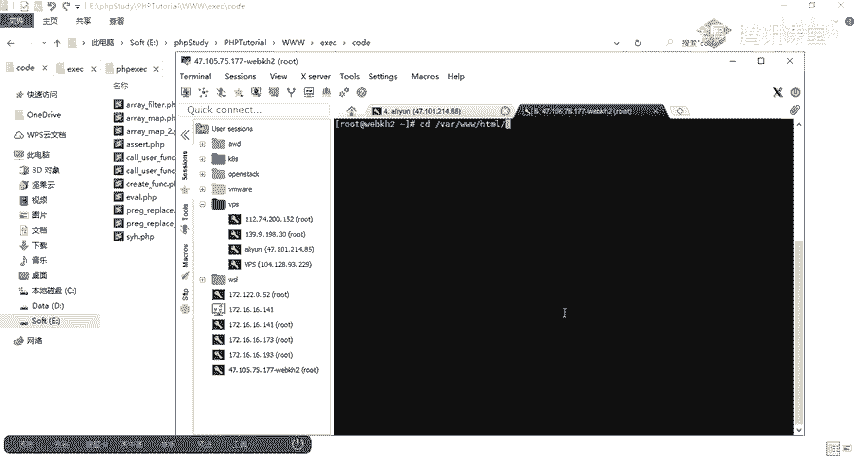 E:\phpStudy\PHPTutorial\WWW\exec\code
主页
共享
查看
此电脑 › Soft (E:) › phpStudy › PHPTutorial › WWW › exec › code
腾讯课堂
code
exec
phpexec
名称
快速访问
OneDrive
WPS云文档
此电脑
3D 对象
视频
图片
文档
下载
音乐
桌面
本地磁盘 (C:)
Data (D:)
Soft (E:)
网络
array_filter.php
array_map.php
array_map_2.
assert.php
call_user_func
call_user_func
create_func.p
eval.php
preg_replace.
preg_replace_
syh.php
47.105.75.177-webkh2 (root)
Terminal Sessions View X server Tools Settings Macros Help
Quick connect...
4. aliyun (47.101.214.85)
47.105.75.177-webkh2 (root)
Sessions
Tools
Macros
Sftp
User sessions
awd
k8s
openstack
vmware
vps
212.74.200.152 (root)
139.9.198.30 (root)
aliyun (47.101.214.85)
VPS (104.128.93.229)
wsl
172.122.0.52 (root)
172.16.16.141
172.16.16.141 (root)
172.16.16.173 (root)
172.16.16.193 (root)
47.105.75.177-webkh2 (root)
[root@webkh2 ~]# cd /var/www/html/